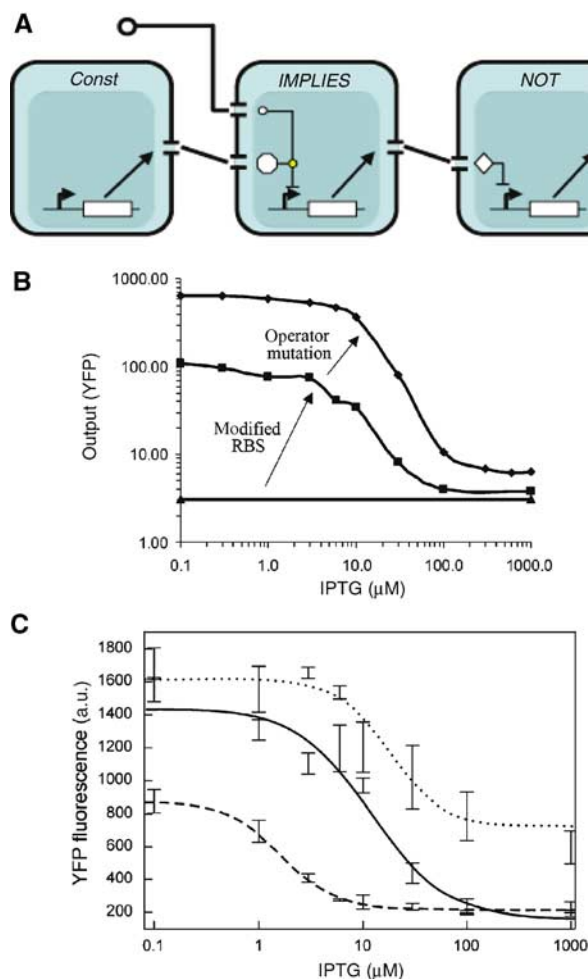 A
Const
IMPLIES
NOT
B
1000.00
100.00
10.00
1.00
Output (YFP)
Operator
mutation
Modified
RBS
0.1
1.0
10.0
100.0
1000.0
IPTG (μM)
C
1800
1600
1400
1200
1000
800
600
400
200
YFP fluorescence (a.u.)
0.1
1
10
100
1000
IPTG (μM)